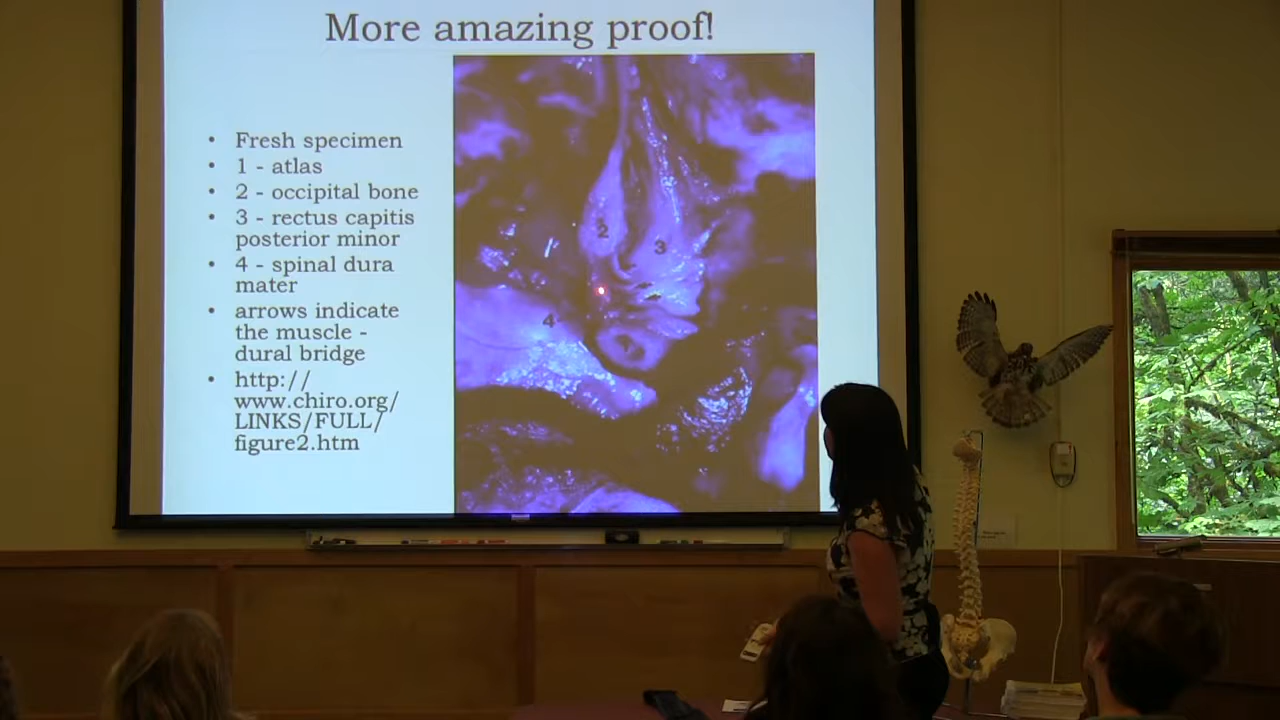 More amazing proof!
• Fresh specimen
• 1 - atlas
• 2 - occipital bone
• 3 - rectus capitis
posterior minor
• 4 - spinal dura
mater
• arrows indicate
the muscle -
dural bridge
• http://
www.chiro.org/
LINKS/FULL/
figure2.htm
2
3
4